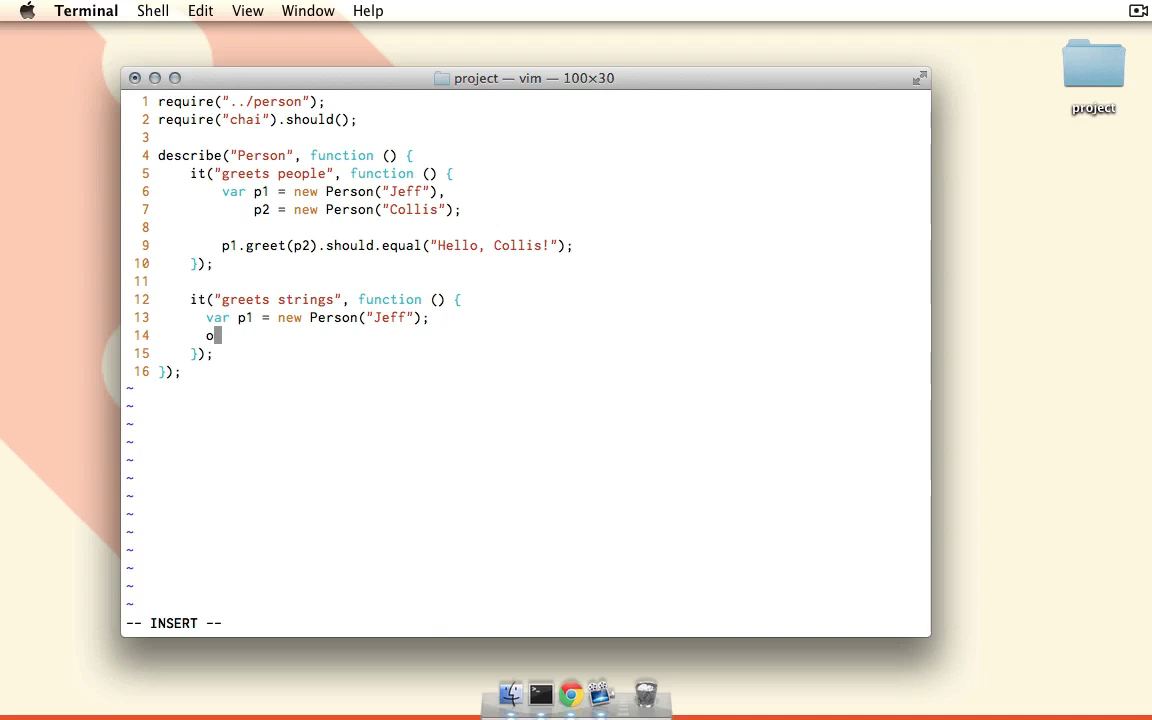 Terminal Shell Edit View Window Help
project — vim — 100×30
project
1 require("../person");
2 require("chai").should();
3
4 describe("Person", function () {
5     it("greets people", function () {
6         var p1 = new Person("Jeff"),
7             p2 = new Person("Collis");
8
9         p1.greet(p2).should.equal("Hello, Collis!");
10     });
11
12     it("greets strings", function () {
13       var p1 = new Person("Jeff");
14       o
15     });
16 });
~
~
~
~
~
~
~
~
~
~
~
~
~
-- INSERT --